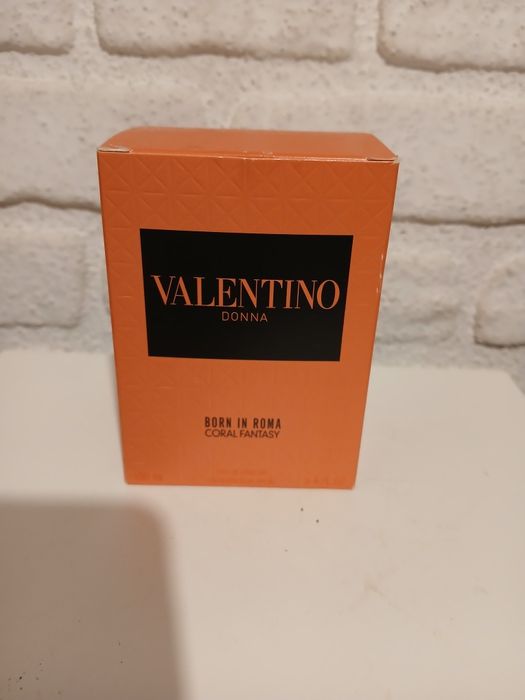 VALENTINO
DONNA
BORN IN ROMA
CORAL FANTASY